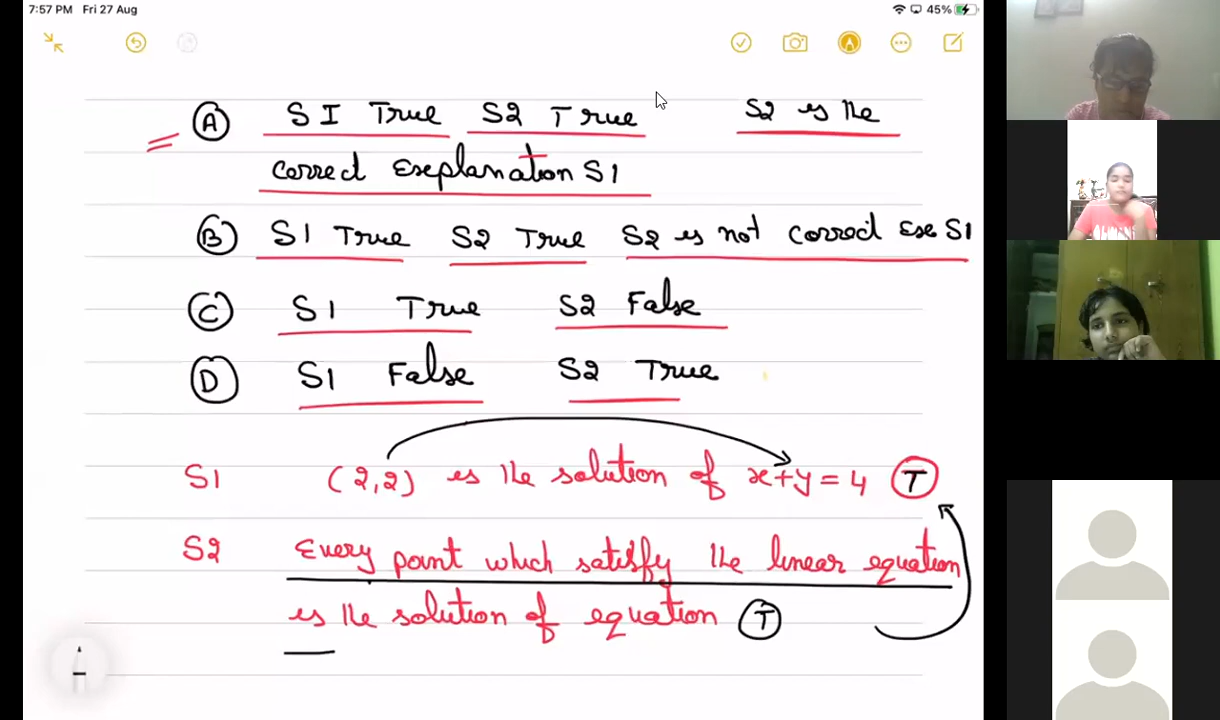 7:57 PM Fri 27 Aug
45%
A S I True S2 True S2 is the
correct Explanation S1
B S1 True S2 True S2 is not correct Exe S1
C S1 True S2 False
D S1 False S2 True
S1 (2,2) is the solution of x+y=4 T
S2 Every point which satisfy the linear equation
is the solution of equation T